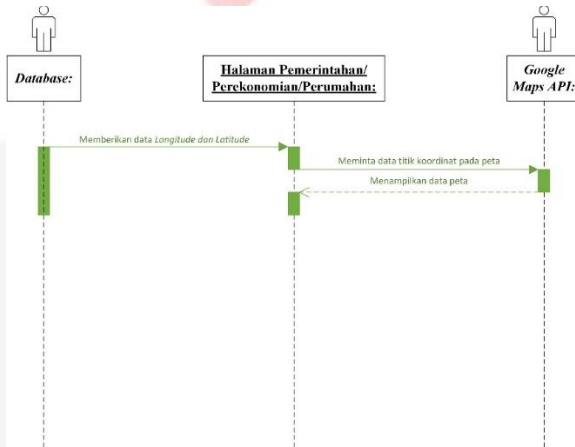 Database:
Halaman Pemerintahan/
Perekonomian/Perumahan:
Google
Maps API:
Memberikan data Longitude dan Latitude
Meminta data titik koordinat pada peta
Menampilkan data peta